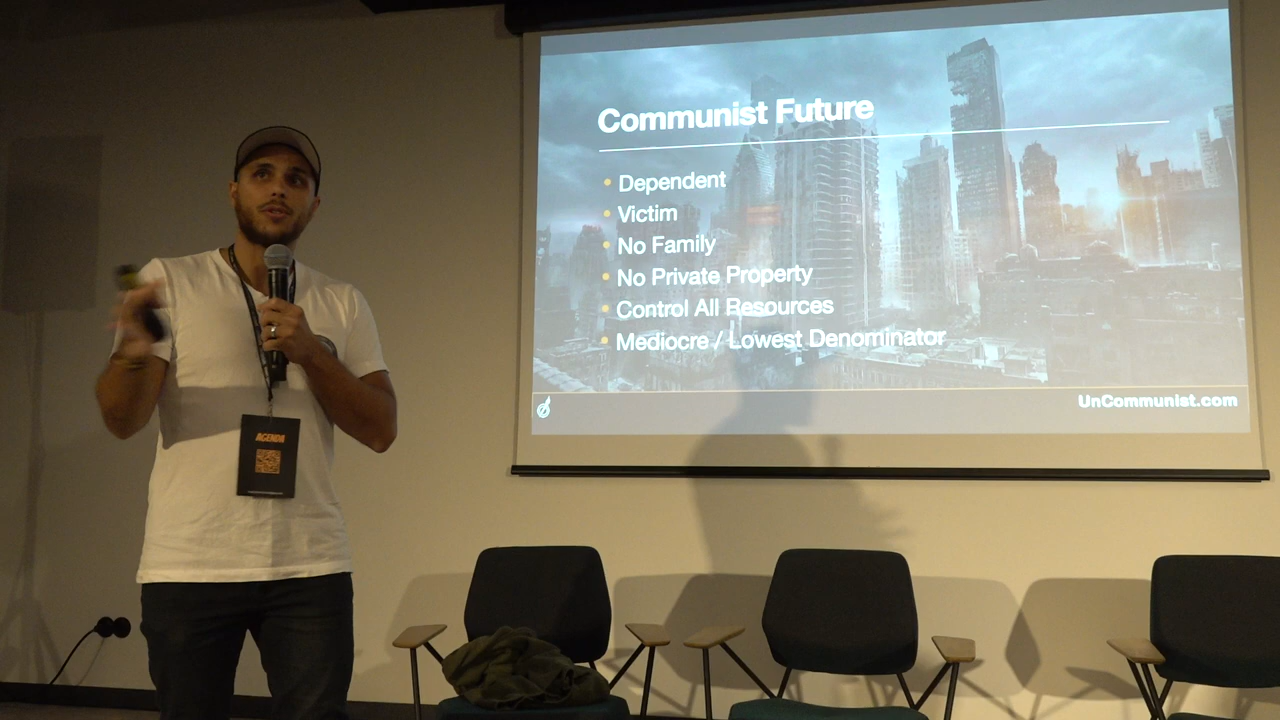 Communist Future
• Dependent
• Victim
• No Family
• No Private Property
• Control All Resources
• Mediocre / Lowest Denominator
UnCommunist.com
AGENDA